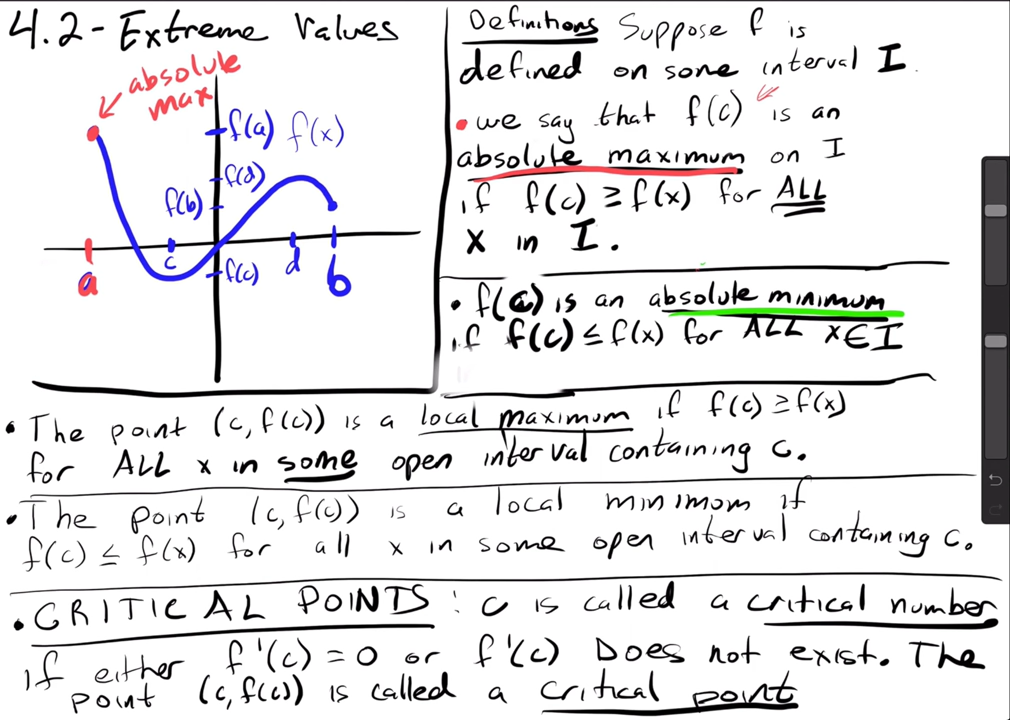 4.2 - Extreme Values
absolute
max
f(a) f(x)
f(d)
f(b)
a
c
f(c)
d
b
Definitions Suppose f is
defined on some interval I.
• we say that f(c) is an
absolute maximum on I
if f(c) ≥ f(x) for ALL
x in I.
• f(c) is an absolute minimum
if f(c) ≤ f(x) for ALL x ∈ I
• The point (c, f(c)) is a local maximum if f(c) ≥ f(x)
for ALL x in some open interval containing c.
• The point (c, f(c)) is a local minimom if
f(c) ≤ f(x) for all x in some open interval containing c.
• CRITICAL POINTS : c is called a critical number
if either f'(c) = 0 or f'(c) Does not exist. The
point (c, f(c)) is called a critical point